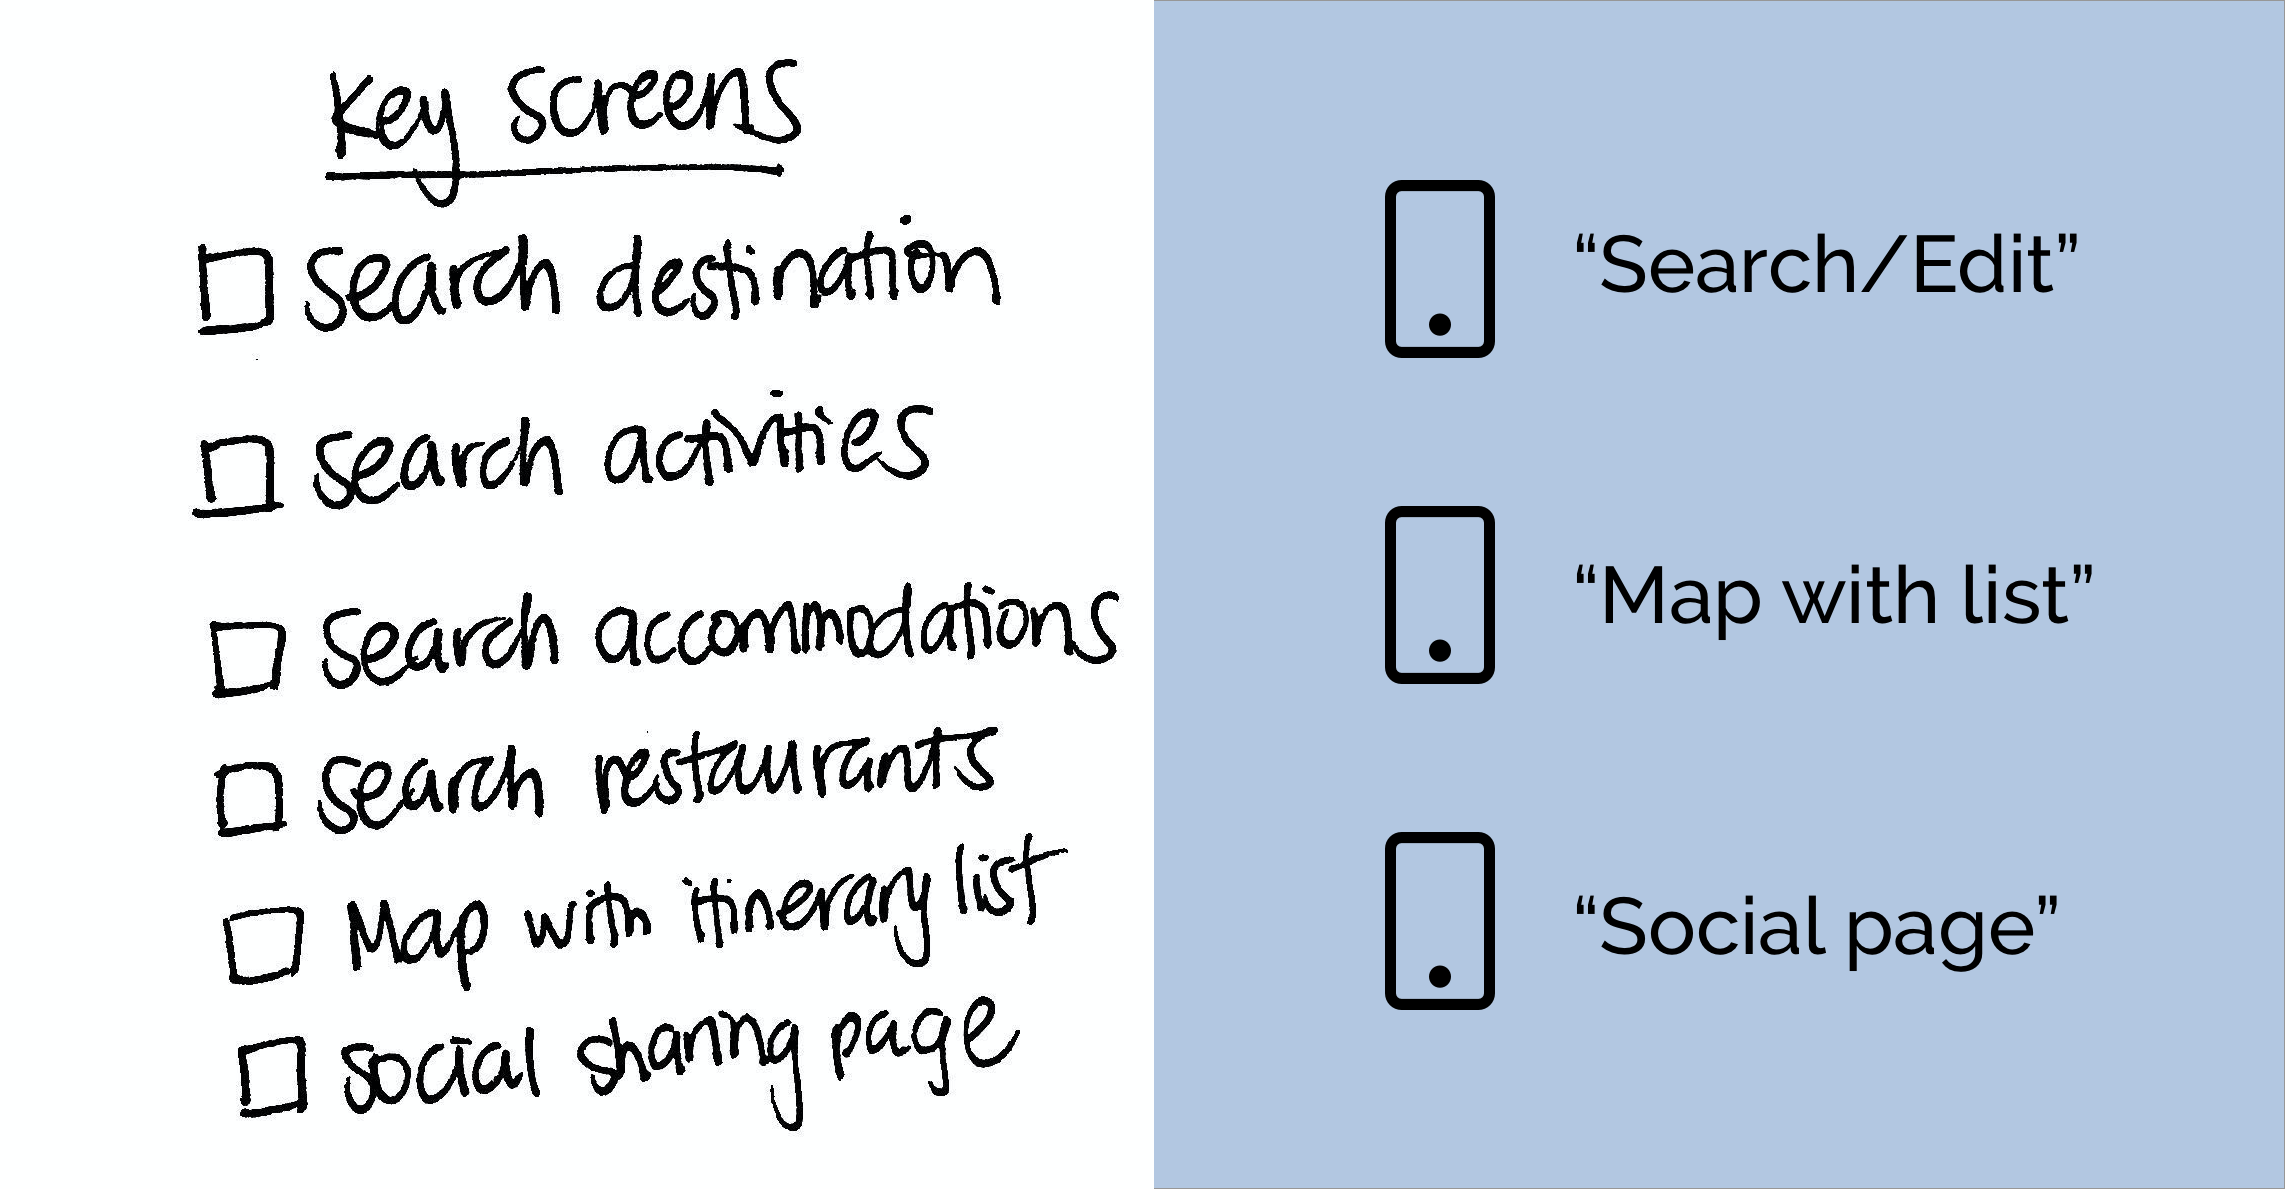 Key screens
search destination
search activities
search accommodations
search restaurants
Map with itinerary list
social sharing page
“Search/Edit”
“Map with list”
“Social page”